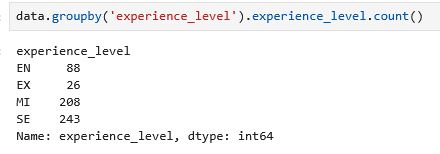 data.groupby('experience_level').experience_level.count()
experience_level
EN 88
EX 26
MI 208
SE 243
Name: experience_level, dtype: int64